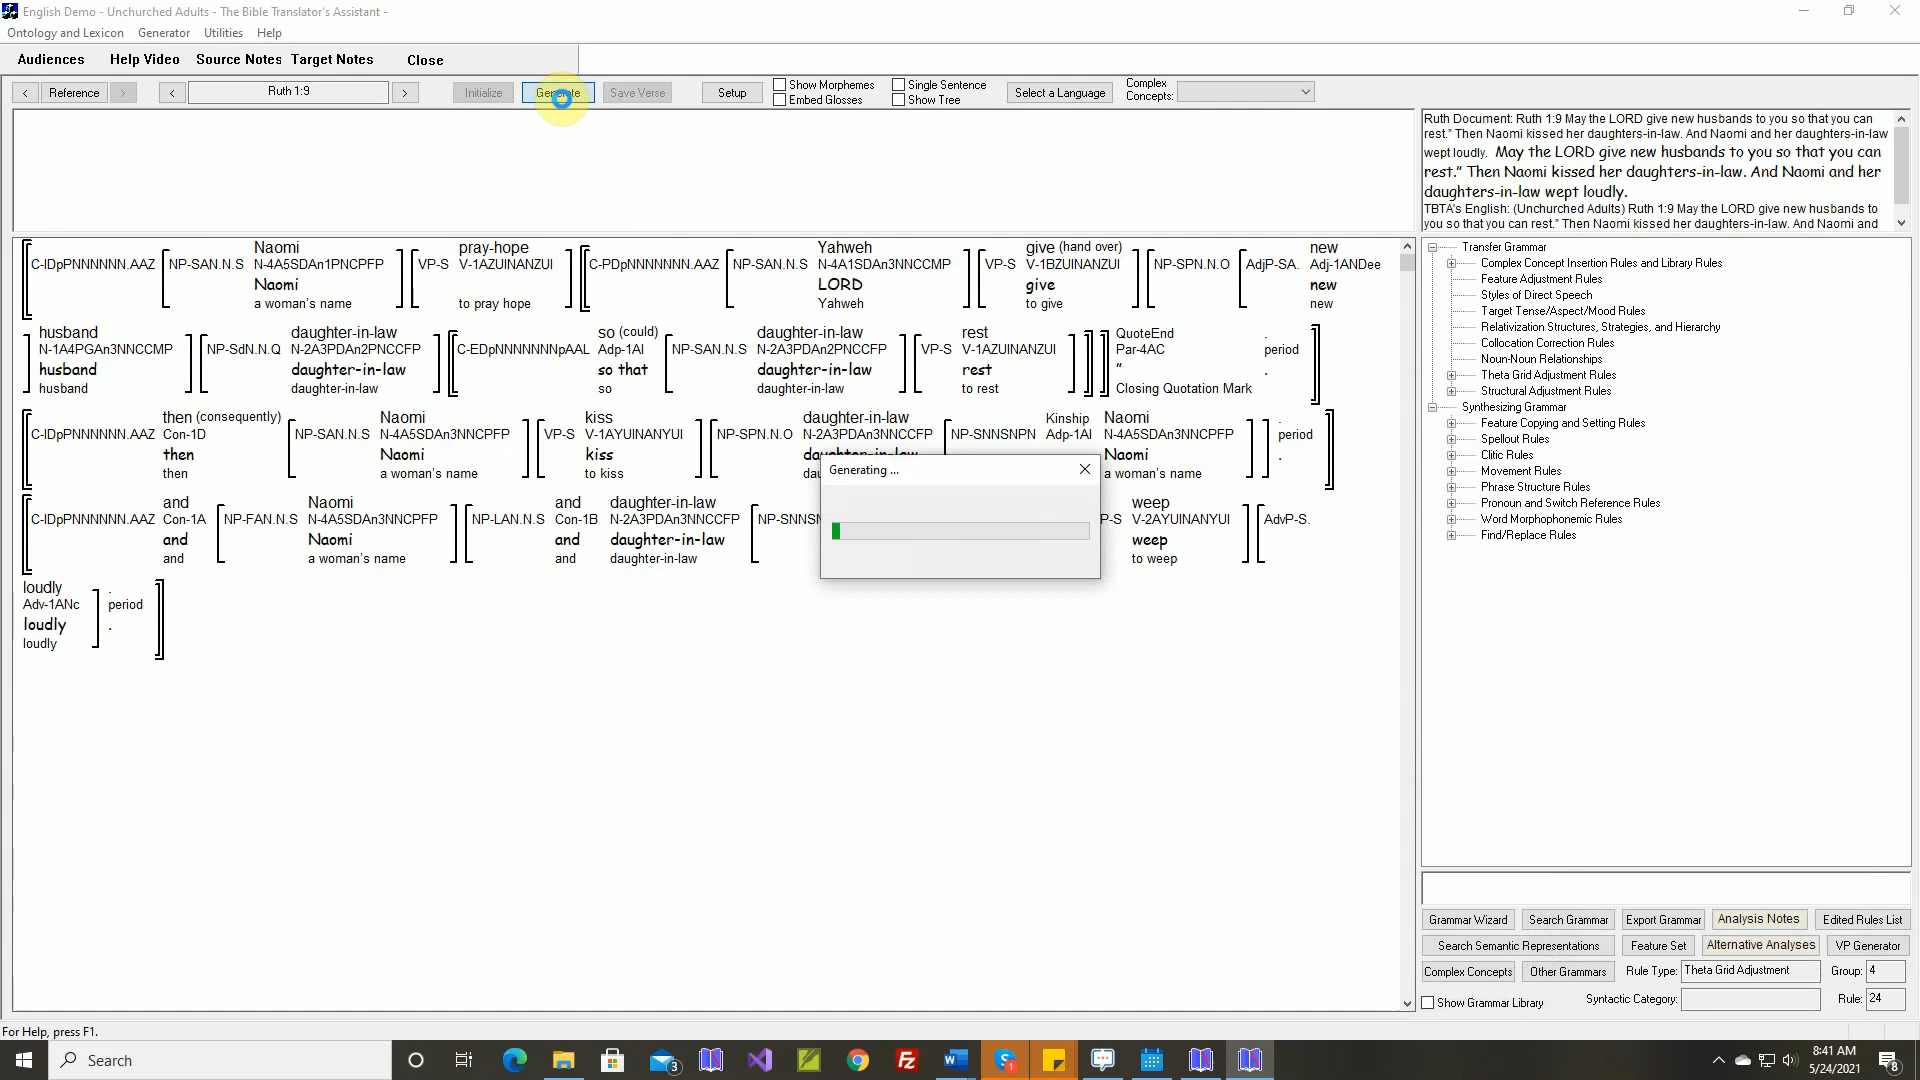 English Demo - Unchurched Adults - The Bible Translator's Assistant -
Ontology and Lexicon Generator Utilities Help
Audiences Help Video Source Notes Target Notes Close
< Reference > < Ruth 1:9 > Initialize Generate Save Verse Setup Show Morphemes Embed Glosses Single Sentence Show Tree Select a Language Complex Concepts:
Ruth Document: Ruth 1:9 May the LORD give new husbands to you so that you can
rest.” Then Naomi kissed her daughters-in-law. And Naomi and her daughters-in-law
wept loudly. May the LORD give new husbands to you so that you can
rest.” Then Naomi kissed her daughters-in-law. And Naomi and her
daughters-in-law wept loudly.
TBTA's English: (Unchurched Adults) Ruth 1:9 May the LORD give new husbands to
you so that you can rest.” Then Naomi kissed her daughters-in-law. And Naomi and
Naomi pray-hope Yahweh give (hand over) new
C-IDpPNNNNNN.AAZ NP-SAN.N.S N-4A5SDAn1PNCPFP VP-S V-1AZUINANZUI C-PDpNNNNNNN.AAZ NP-SAN.N.S N-4A1SDAn3NNCCMP VP-S V-1BZUINANZUI NP-SPN.N.O AdjP-SA. Adj-1ANDee
Naomi LORD give new
a woman's name to pray hope Yahweh to give new
husband daughter-in-law so (could) daughter-in-law rest QuoteEnd .
N-1A4PGAn3NNCCMP NP-SdN.N.Q N-2A3PDAn2PNCCFP C-EDpNNNNNNpAAL Adp-1AI NP-SAN.N.S N-2A3PDAn2PNCCFP VP-S V-1AZUINANZUI Par-4AC period
husband daughter-in-law so that daughter-in-law rest “ .
husband daughter-in-law so daughter-in-law to rest Closing Quotation Mark
then (consequently) Naomi kiss daughter-in-law Kinship Naomi .
C-IDpPNNNNNN.AAZ Con-1D NP-SAN.N.S N-4A5SDAn3NNCPFP VP-S V-1AYUINANYUI NP-SPN.N.O N-2A3PDAn3NNCCFP NP-SNNSNPN Adp-1AI N-4A5SDAn3NNCPFP period
then Naomi kiss Naomi .
then a woman's name to kiss a woman's name
and Naomi and daughter-in-law weep
C-IDpPNNNNNN.AAZ Con-1A NP-FAN.N.S N-4A5SDAn3NNCPFP NP-LAN.N.S Con-1B N-2A3PDAn3NNCCFP NP-SNNSN P-S V-2AYUINANYUI AdvP-S.
and Naomi and daughter-in-law weep
and a woman's name and daughter-in-law to weep
loudly .
Adv-1ANc period
loudly .
loudly
Generating ...
Transfer Grammar
Complex Concept Insertion Rules and Library Rules
Feature Adjustment Rules
Styles of Direct Speech
Target Tense/Aspect/Mood Rules
Relativization Structures, Strategies, and Hierarchy
Collocation Correction Rules
Noun-Noun Relationships
Theta Grid Adjustment Rules
Structural Adjustment Rules
Synthesizing Grammar
Feature Copying and Setting Rules
Spellout Rules
Clitic Rules
Movement Rules
Phrase Structure Rules
Pronoun and Switch Reference Rules
Word Morphophonemic Rules
Find/Replace Rules
Grammar Wizard Search Grammar Export Grammar Analysis Notes Edited Rules List
Search Semantic Representations Feature Set Alternative Analyses VP Generator
Complex Concepts Other Grammars Rule Type: Theta Grid Adjustment Group: 4
Show Grammar Library Syntactic Category: Rule: 24
For Help, press F1.
Search
8:41 AM
5/24/2021